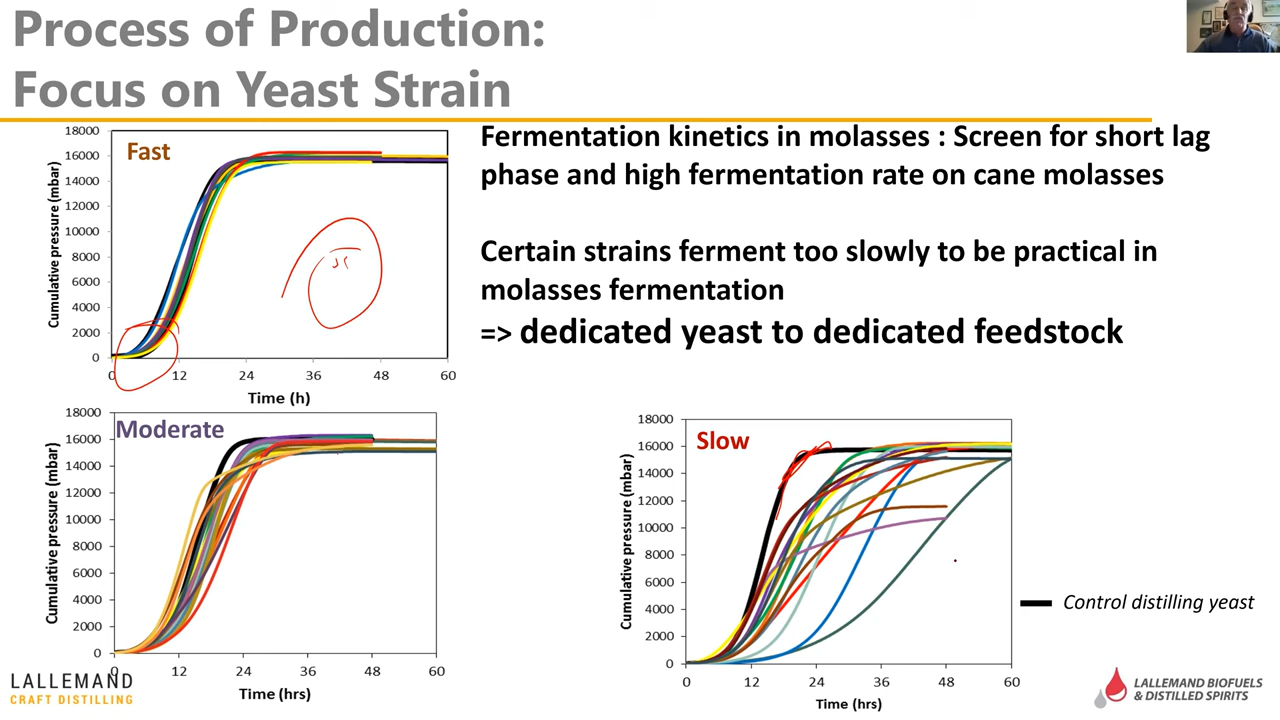 Process of Production:
Focus on Yeast Strain
Fermentation kinetics in molasses : Screen for short lag
phase and high fermentation rate on cane molasses
Certain strains ferment too slowly to be practical in
molasses fermentation
=> dedicated yeast to dedicated feedstock
Fast
Cumulative pressure (mbar)
18000
16000
14000
12000
10000
8000
6000
4000
2000
0
0 12 24 36 48 60
Time (h)
Moderate
Cumulative pressure (mbar)
18000
16000
14000
12000
10000
8000
6000
4000
2000
0
0 12 24 36 48 60
Time (hrs)
Slow
Cumulative pressure (mbar)
18000
16000
14000
12000
10000
8000
6000
4000
2000
0
0 12 24 36 48 60
Time (hrs)
Control distilling yeast
LALLEMAND
CRAFT DISTILLING
LALLEMAND BIOFUELS
& DISTILLED SPIRITS